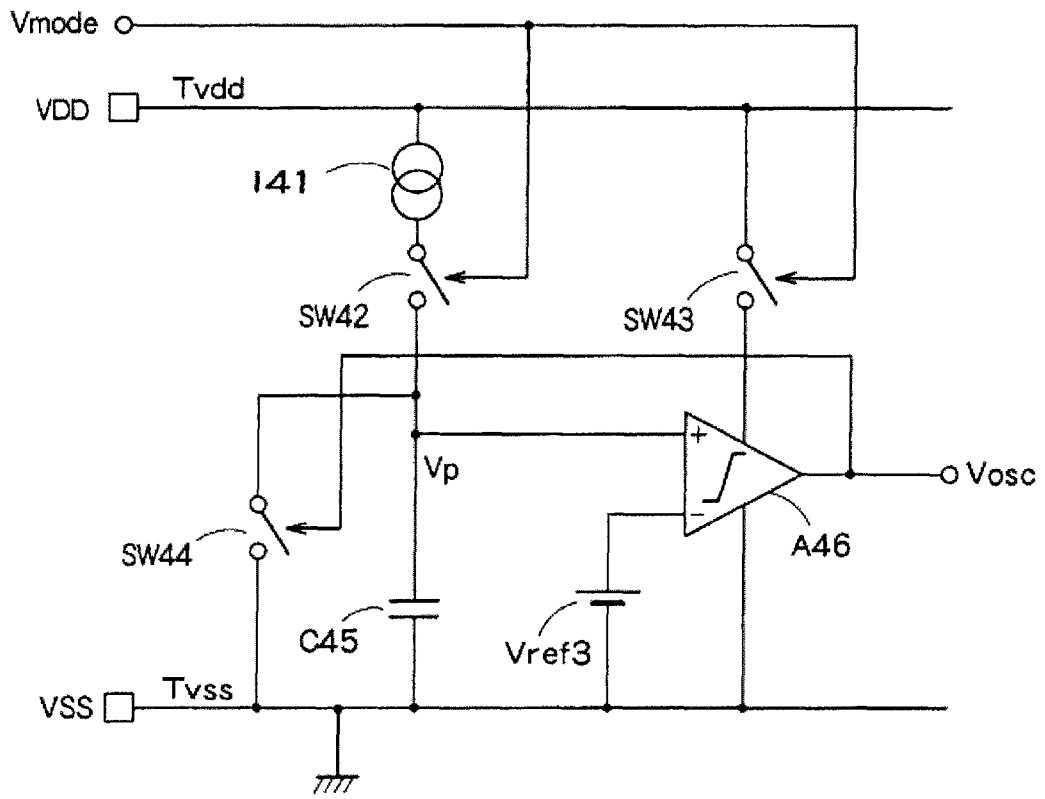 Vmode
Tvdd
VDD
I41
SW42
SW43
+
Vp
Vosc
−
SW44
A46
C45
Vref3
Tvss
VSS